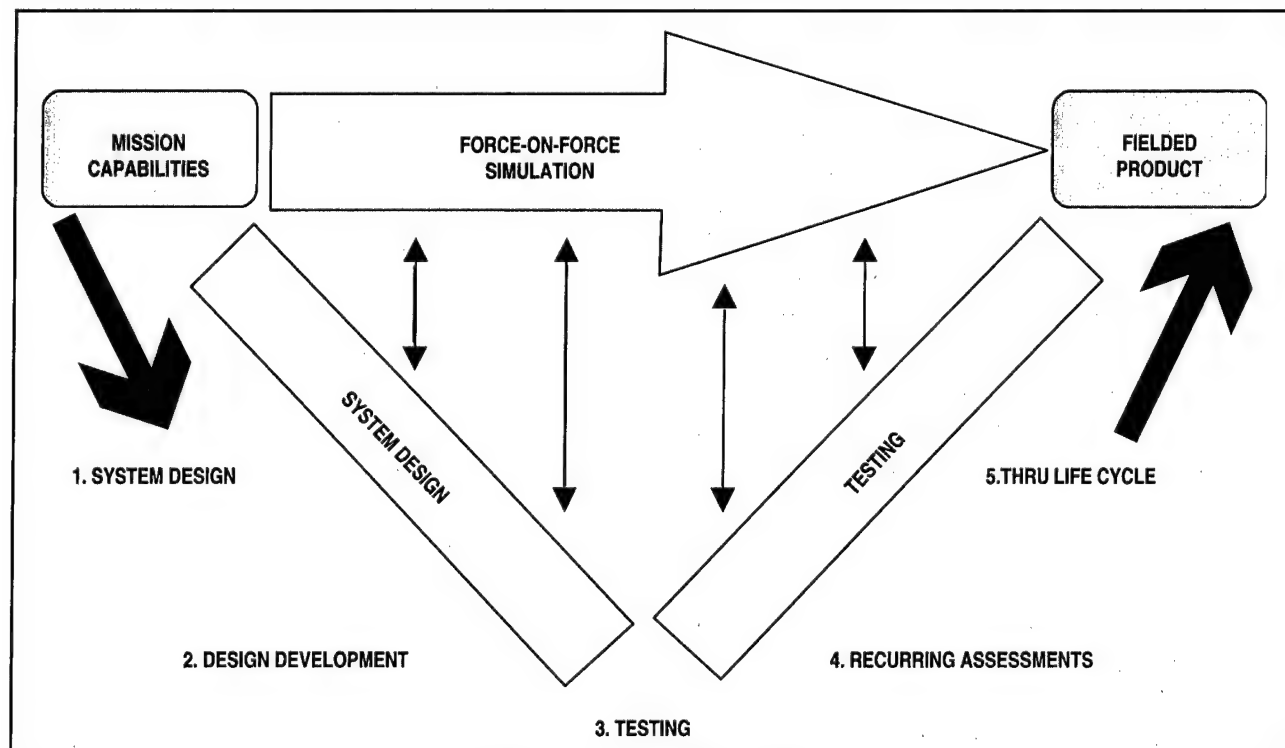 MISSION
CAPABILITIES
FORCE-ON-FORCE
SIMULATION
FIELDED
PRODUCT
SYSTEM DESIGN
TESTING
1. SYSTEM DESIGN
5.THRU LIFE CYCLE
2. DESIGN DEVELOPMENT
4. RECURRING ASSESSMENTS
3. TESTING